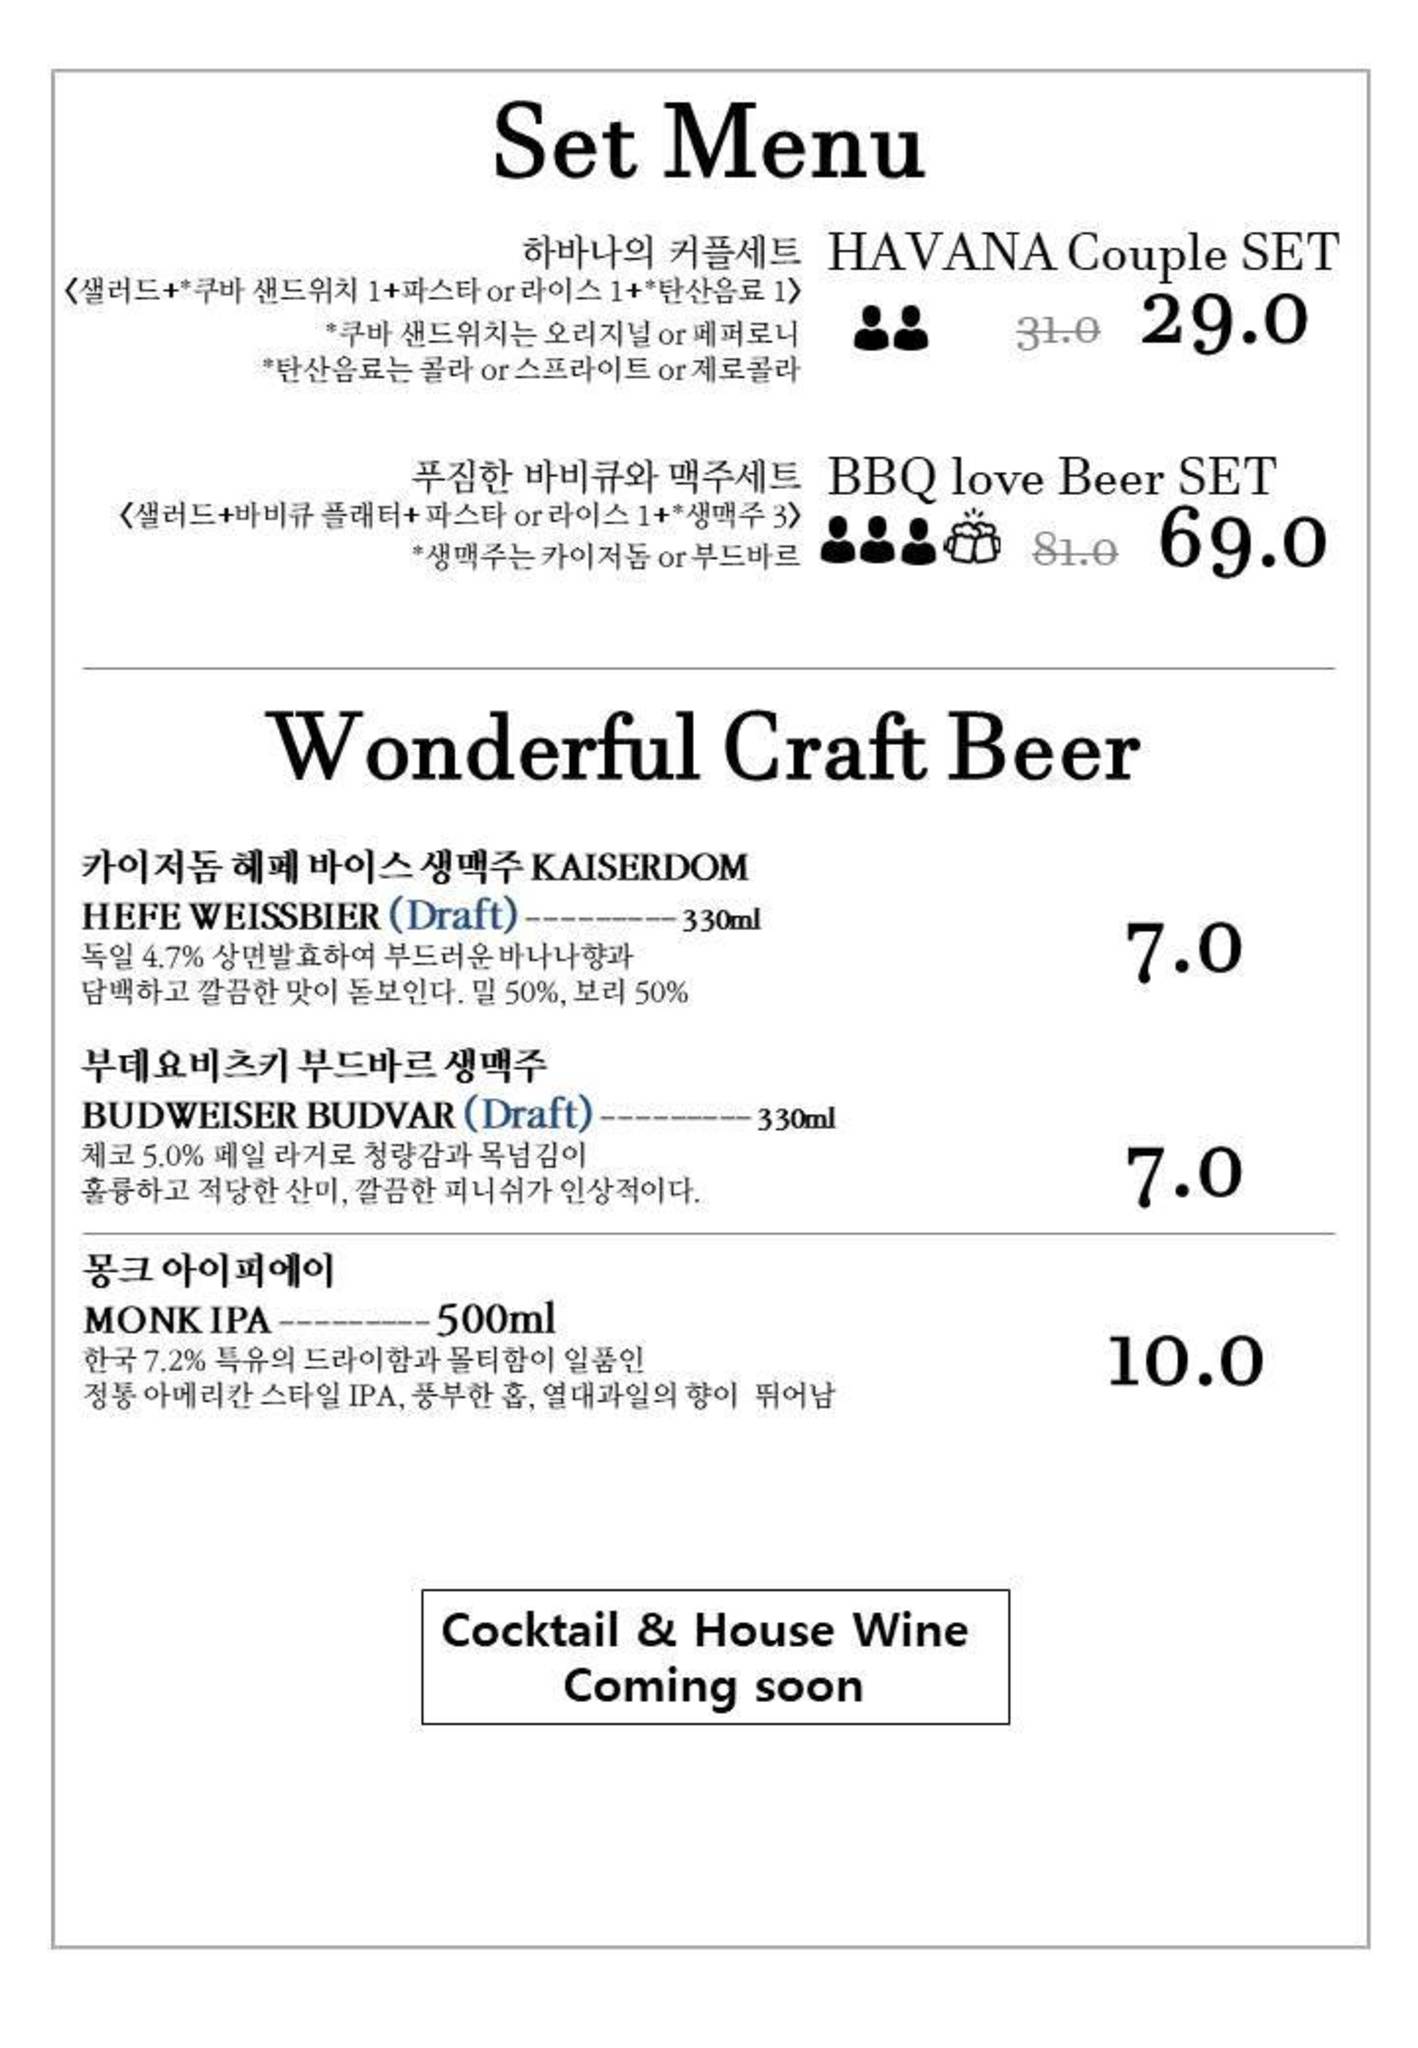 Set Menu
하바나의 커플세트 HAVANA Couple SET
<샐러드+*쿠바 샌드위치 1+파스타 or 라이스 1+*탄산음료 1>
*쿠바 샌드위치는 오리지널 or 페퍼로니 31.0 29.0
*탄산음료는 콜라 or 스프라이트 or 제로콜라
푸짐한 바비큐와 맥주세트 BBQ love Beer SET
<샐러드+바비큐 플래터+ 파스타 or 라이스 1+*생맥주 3>
*생맥주는 카이저돔 or 부드바르 81.0 69.0
Wonderful Craft Beer
카이저돔 헤페 바이스 생맥주 KAISERDOM
HEFE WEISSBIER (Draft) --------- 330ml
독일 4.7% 상면발효하여 부드러운 바나나향과 7.0
담백하고 깔끔한 맛이 돋보인다. 밀 50%, 보리 50%
부데요비츠키 부드바르 생맥주
BUDWEISER BUDVAR (Draft) --------- 330ml
체코 5.0% 페일 라거로 청량감과 목넘김이 7.0
훌륭하고 적당한 산미, 깔끔한 피니쉬가 인상적이다.
몽크 아이피에이
MONK IPA --------- 500ml
한국 7.2% 특유의 드라이함과 몰티함이 일품인 10.0
정통 아메리칸 스타일 IPA, 풍부한 홉, 열대과일의 향이 뛰어남
Cocktail & House Wine
Coming soon